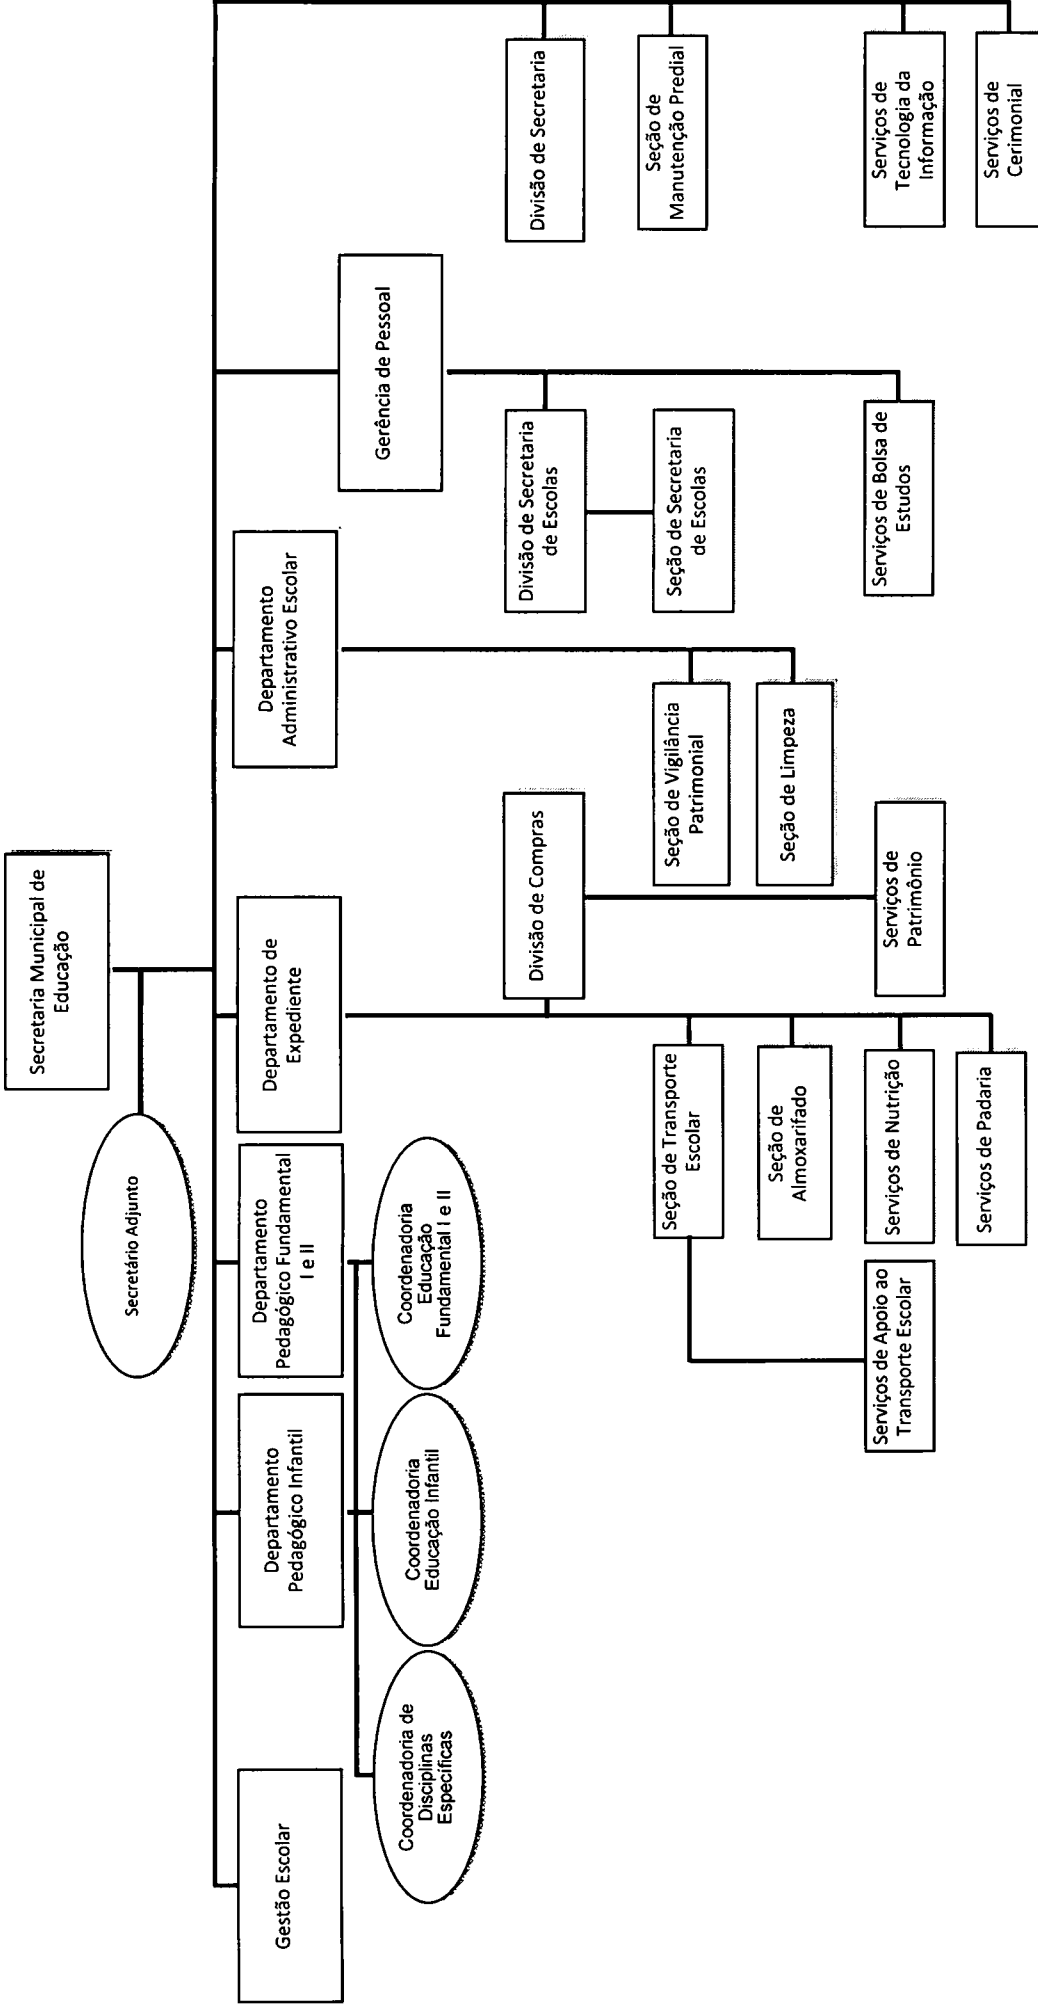 Secretaria Municipal de
Educação
Secretário Adjunto
Gestão Escolar
Departamento
Pedagógico Infantil
Departamento
Pedagógico Fundamental
I e II
Departamento de
Expediente
Departamento
Administrativo Escolar
Gerência de Pessoal
Coordenadoria de
Disciplinas
Específicas
Coordenadoria
Educação Infantil
Coordenadoria
Educação
Fundamental I e II
Divisão de Compras
Divisão de Secretaria
de Escolas
Divisão de Secretaria
Seção de Transporte
Escolar
Seção de Vigilância
Patrimonial
Seção de Secretaria
de Escolas
Seção de
Manutenção Predial
Seção de
Almoxarifado
Seção de Limpeza
Serviços de Apoio ao
Transporte Escolar
Serviços de Nutrição
Serviços de
Patrimônio
Serviços de Bolsa de
Estudos
Serviços de
Tecnologia da
Informação
Serviços de Padaria
Serviços de
Cerimonial